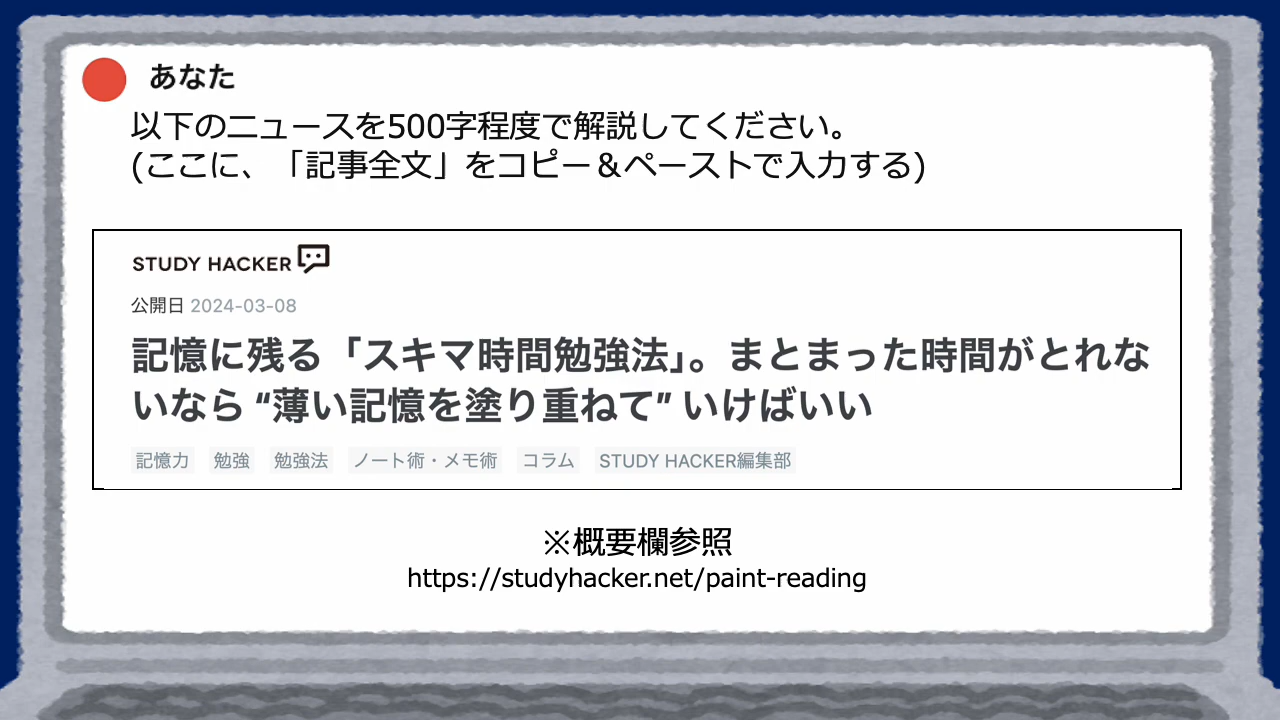 あなた
以下のニュースを500字程度で解説してください。
(ここに、「記事全文」をコピー＆ペーストで入力する)
STUDY HACKER
公開日 2024-03-08
記憶に残る「スキマ時間勉強法」。まとまった時間がとれな
いなら “薄い記憶を塗り重ねて” いけばいい
記憶力 勉強 勉強法 ノート術・メモ術 コラム STUDY HACKER編集部
※概要欄参照
https://studyhacker.net/paint-reading